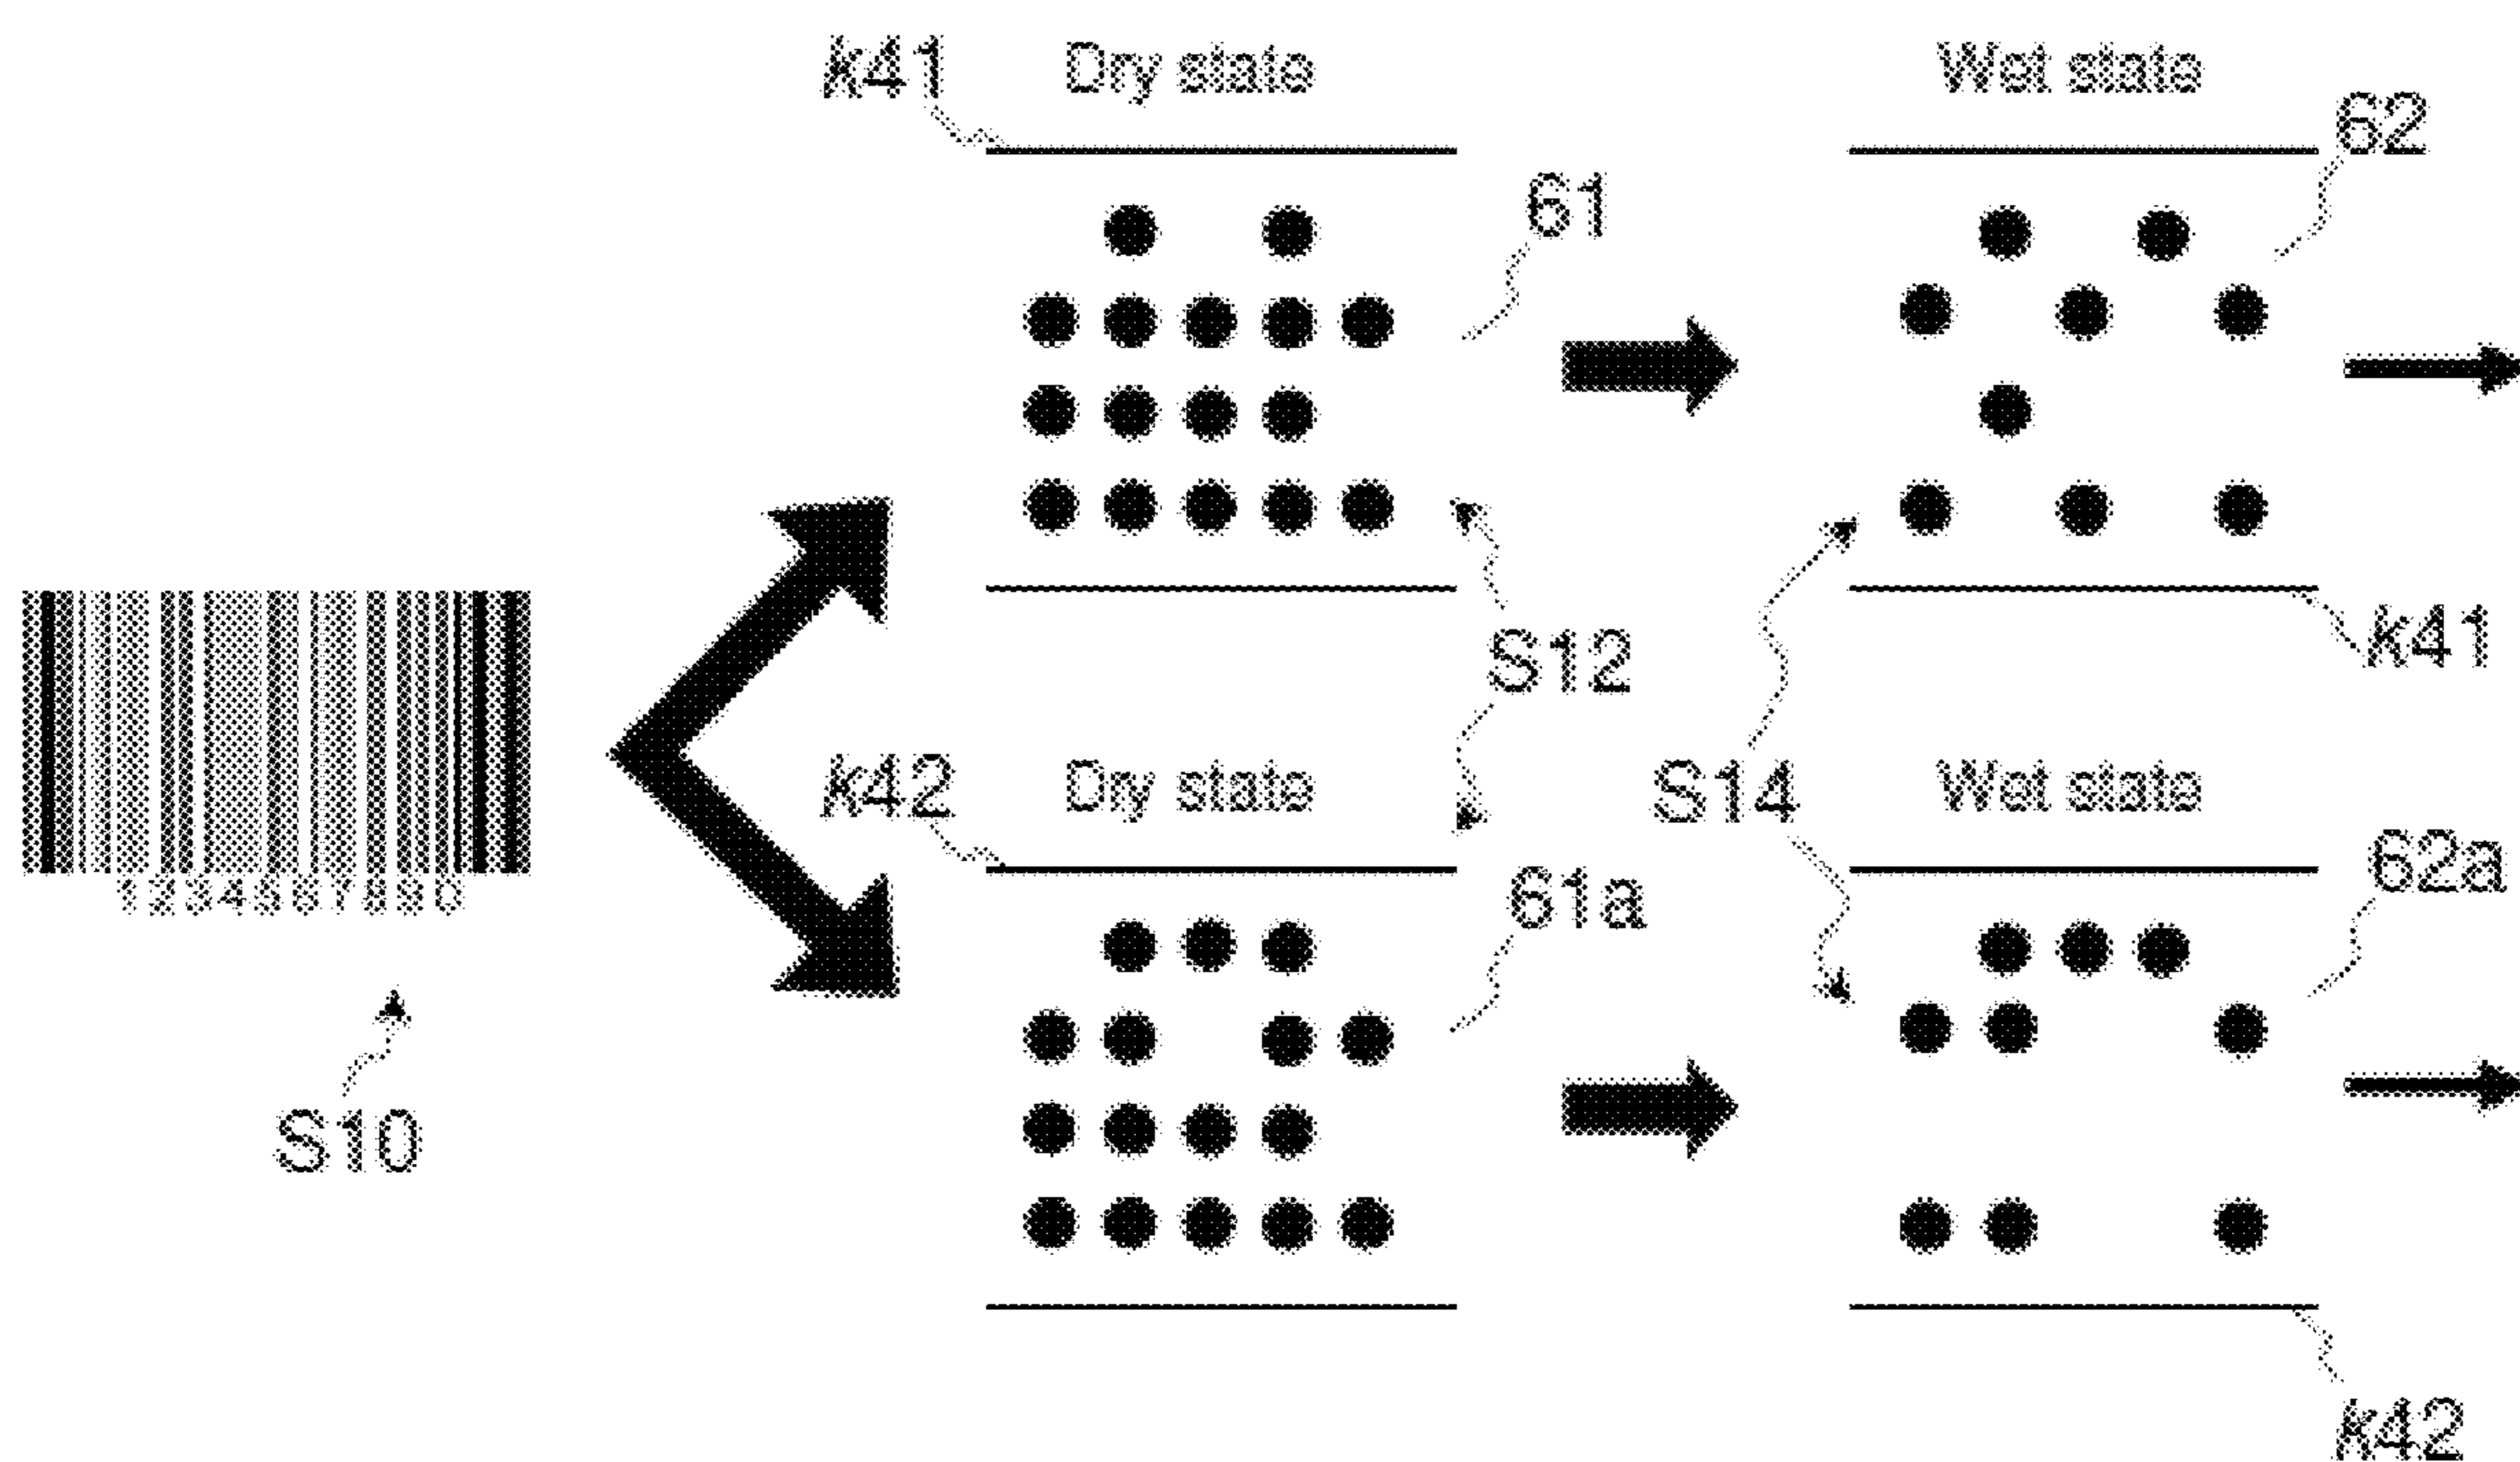 k41
Dry state
Wet state
62
61
S12
k41
k42
Dry state
S14
Wet state
62a
61a
1234567890
S10
k42